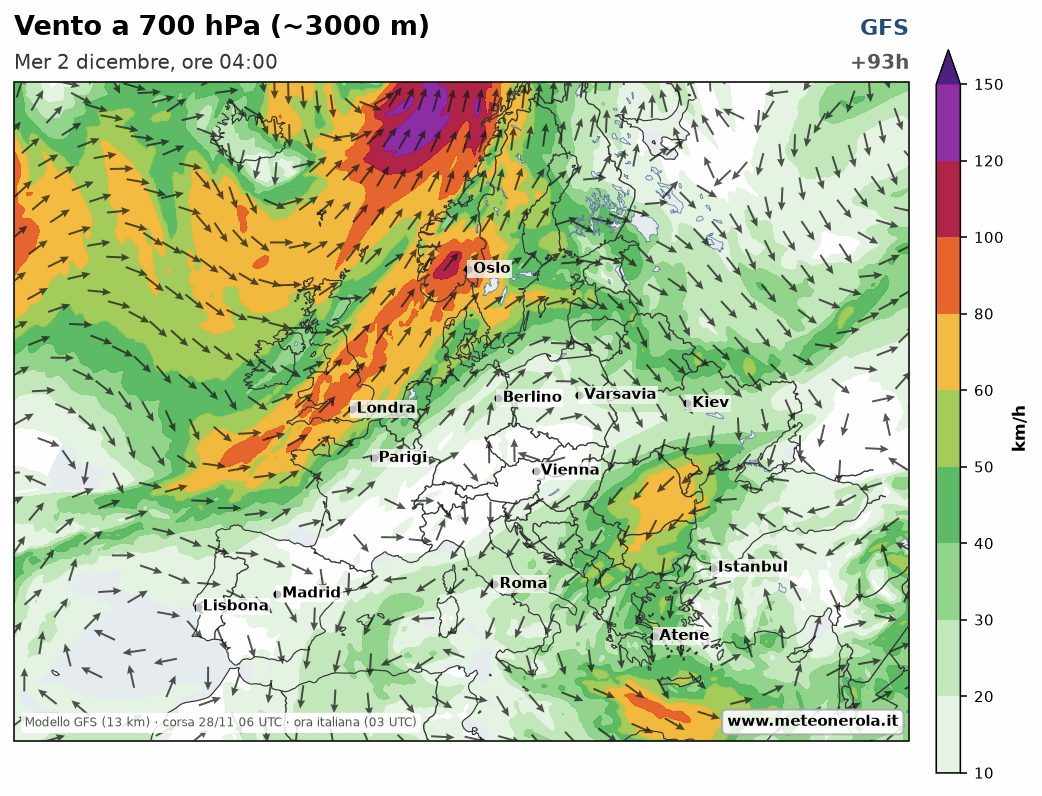 Vento a 700 hPa (~3000 m)
GFS
Mer 2 dicembre, ore 04:00
+93h
150
120
100
80
60
50
40
30
20
10
km/h
Oslo
Londra
Berlino
Varsavia
Kiev
Parigi
Vienna
Istanbul
Roma
Madrid
Lisbona
Atene
Modello GFS (13 km) · corsa 28/11 06 UTC · ora italiana (03 UTC)
www.meteonerola.it